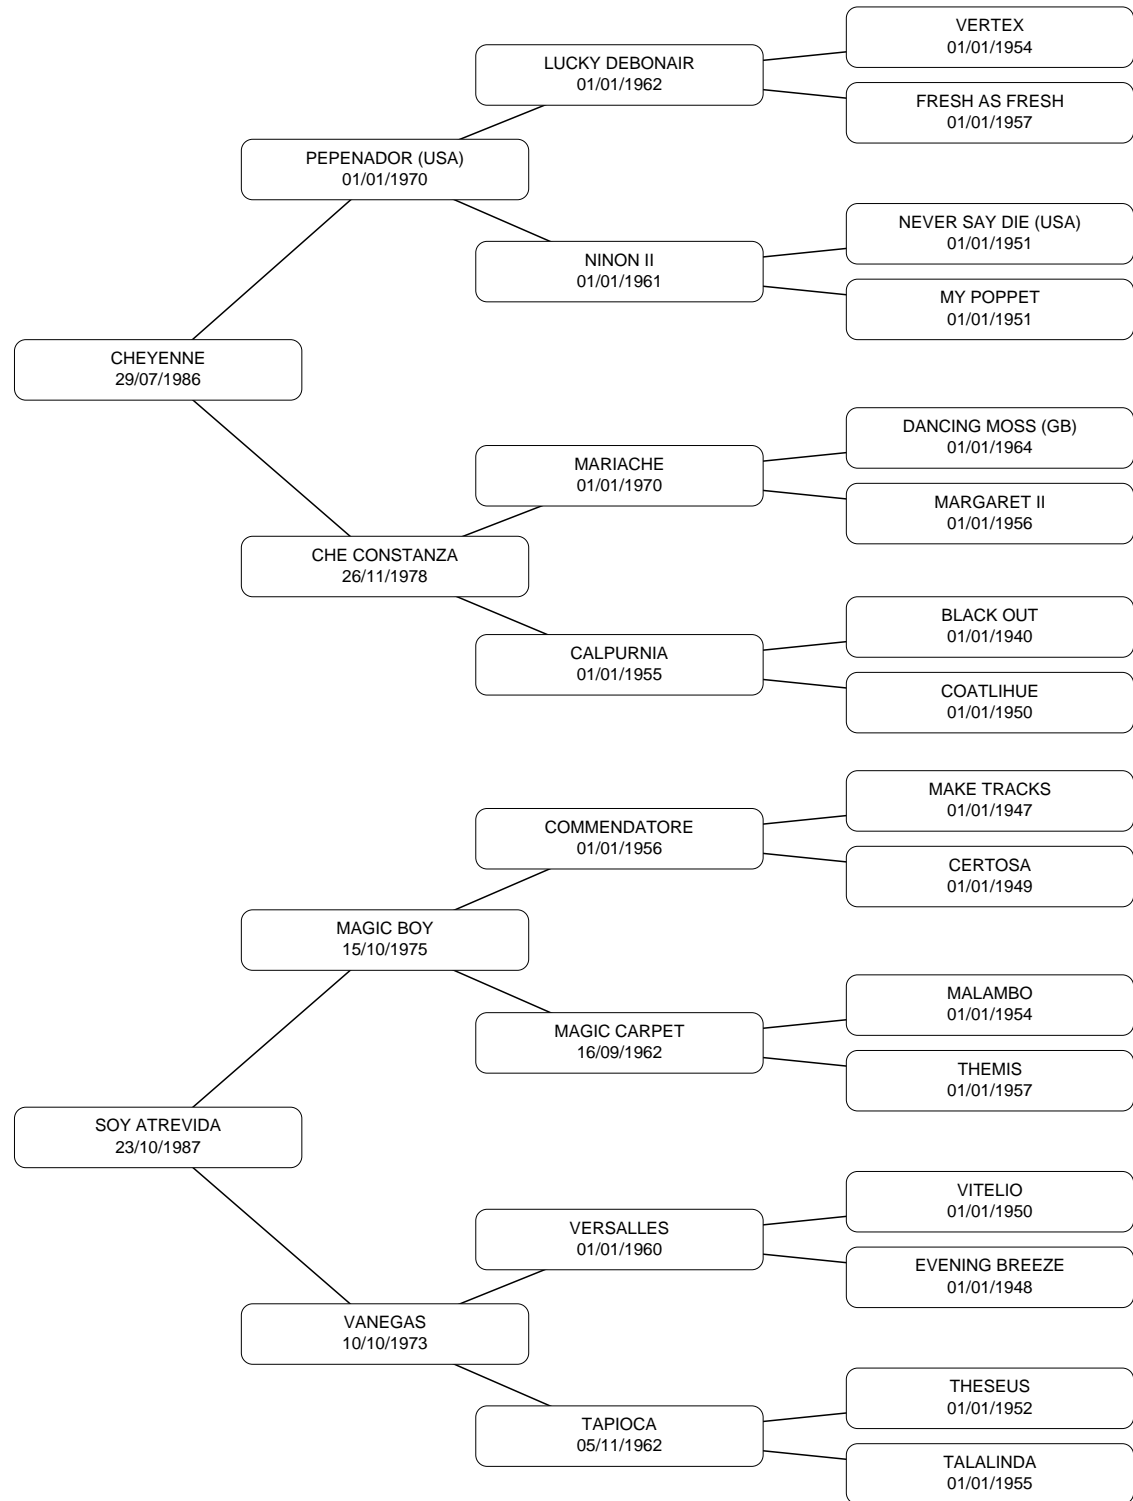 VERTEX
01/01/1954
LUCKY DEBONAIR
01/01/1962
FRESH AS FRESH
01/01/1957
PEPENADOR (USA)
01/01/1970
NEVER SAY DIE (USA)
01/01/1951
NINON II
01/01/1961
MY POPPET
01/01/1951
CHEYENNE
29/07/1986
DANCING MOSS (GB)
01/01/1964
MARIACHE
01/01/1970
MARGARET II
01/01/1956
CHE CONSTANZA
26/11/1978
BLACK OUT
01/01/1940
CALPURNIA
01/01/1955
COATLIHUE
01/01/1950
MAKE TRACKS
01/01/1947
COMMENDATORE
01/01/1956
CERTOSA
01/01/1949
MAGIC BOY
15/10/1975
MALAMBO
01/01/1954
MAGIC CARPET
16/09/1962
THEMIS
01/01/1957
SOY ATREVIDA
23/10/1987
VITELIO
01/01/1950
VERSALLES
01/01/1960
EVENING BREEZE
01/01/1948
VANEGAS
10/10/1973
THESEUS
01/01/1952
TAPIOCA
05/11/1962
TALALINDA
01/01/1955